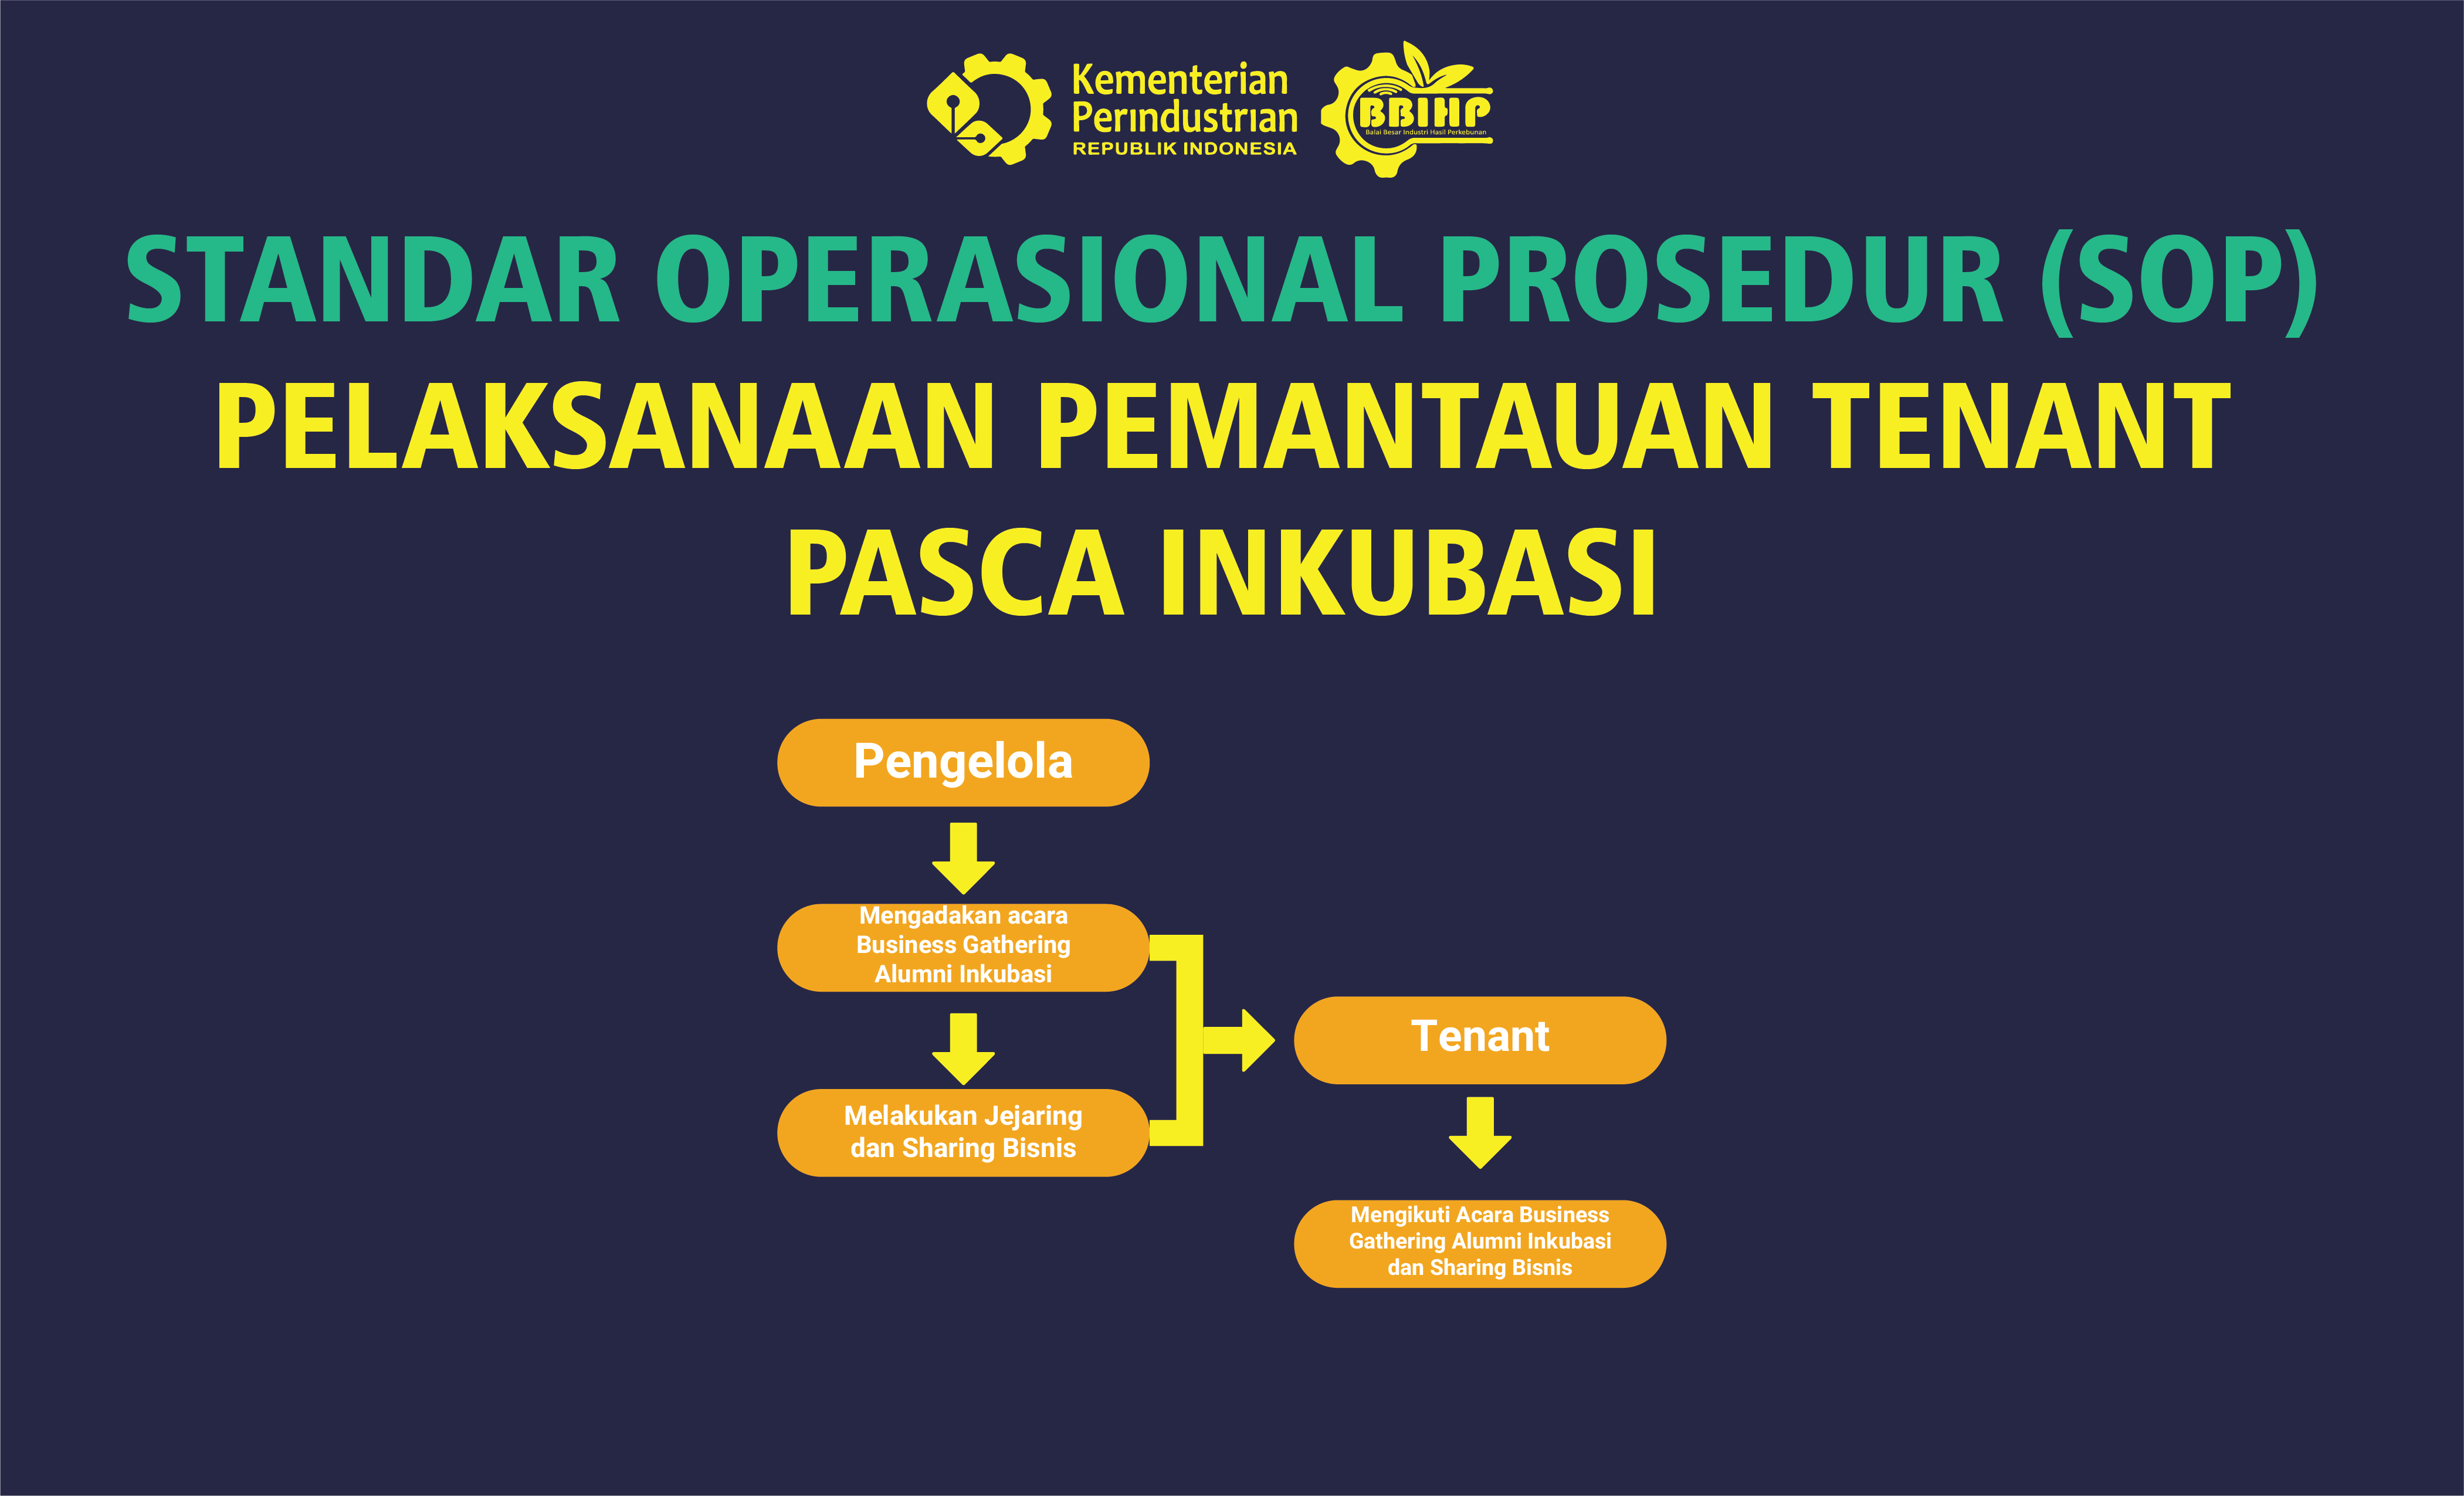 Kementerian
Perindustrian
REPUBLIK INDONESIA
BBIHP
Balai Besar Industri Hasil Perkebunan
STANDAR OPERASIONAL PROSEDUR (SOP)
PELAKSANAAN PEMANTAUAN TENANT
PASCA INKUBASI
Pengelola
Mengadakan acara
Business Gathering
Alumni Inkubasi
Melakukan Jejaring
dan Sharing Bisnis
Tenant
Mengikuti Acara Business
Gathering Alumni Inkubasi
dan Sharing Bisnis